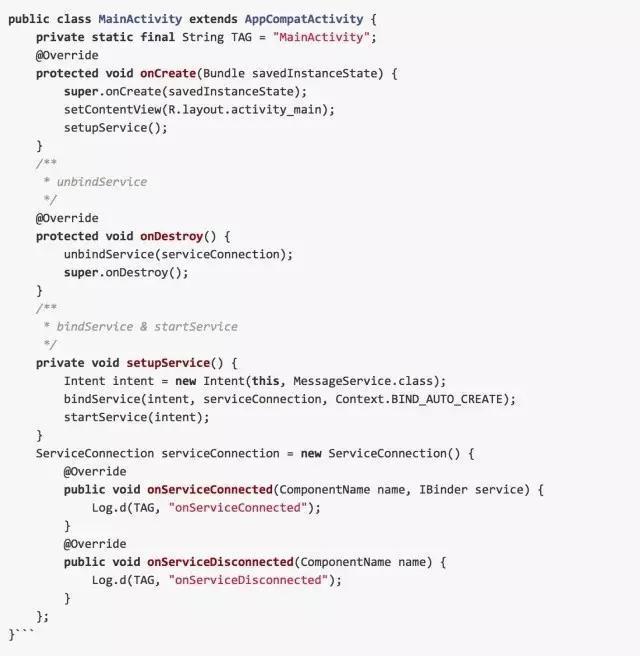 public class MainActivity extends AppCompatActivity {
    private static final String TAG = "MainActivity";
    @Override
    protected void onCreate(Bundle savedInstanceState) {
        super.onCreate(savedInstanceState);
        setContentView(R.layout.activity_main);
        setupService();
    }
    /**
     * unbindService
     */
    @Override
    protected void onDestroy() {
        unbindService(serviceConnection);
        super.onDestroy();
    }
    /**
     * bindService & startService
     */
    private void setupService() {
        Intent intent = new Intent(this, MessageService.class);
        bindService(intent, serviceConnection, Context.BIND_AUTO_CREATE);
        startService(intent);
    }
    ServiceConnection serviceConnection = new ServiceConnection() {
        @Override
        public void onServiceConnected(ComponentName name, IBinder service) {
            Log.d(TAG, "onServiceConnected");
        }
        @Override
        public void onServiceDisconnected(ComponentName name) {
            Log.d(TAG, "onServiceDisconnected");
        }
    };
}```